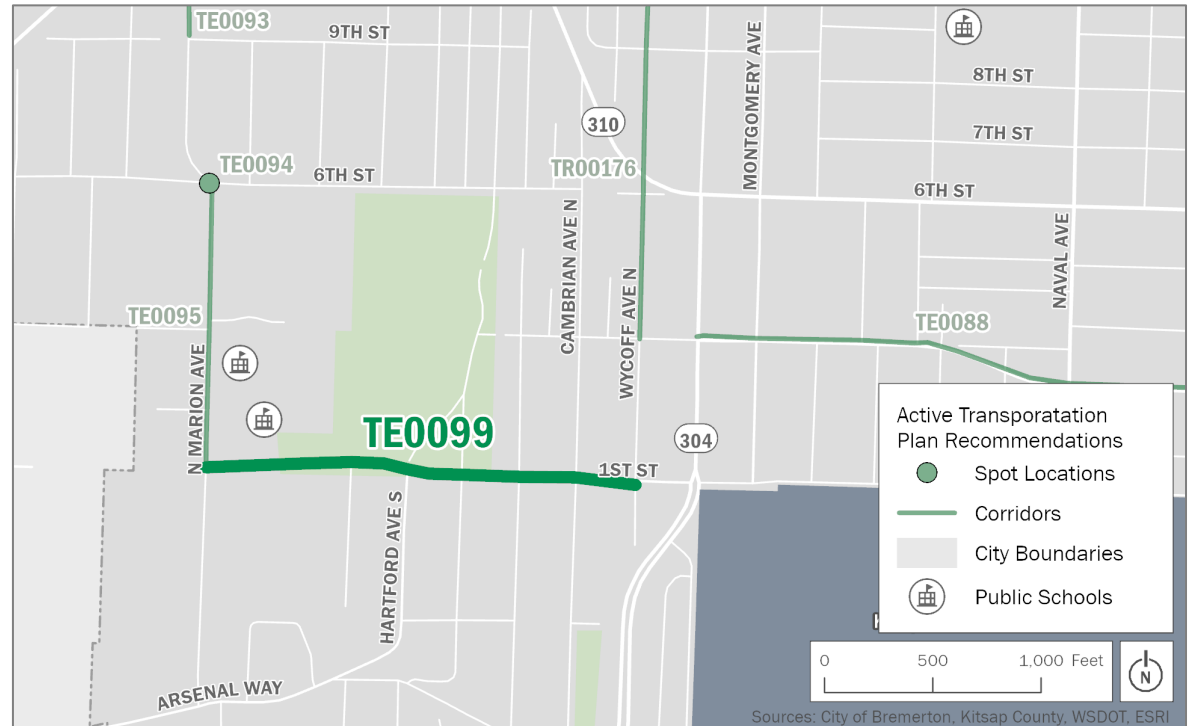 TE0093
9TH ST
MONTGOMERY AVE
8TH ST
310
7TH ST
TE0094
TR00176
6TH ST
6TH ST
CAMBRIAN AVE N
NAVAL AVE
TE0095
WYCOFF AVE N
TE0088
N MARION AVE
TE0099
304
1ST ST
HARTFORD AVE S
ARSENAL WAY
Active Transporatation
Plan Recommendations
Spot Locations
Corridors
City Boundaries
Public Schools
0 500 1,000 Feet
N
Sources: City of Bremerton, Kitsap County, WSDOT, ESRI